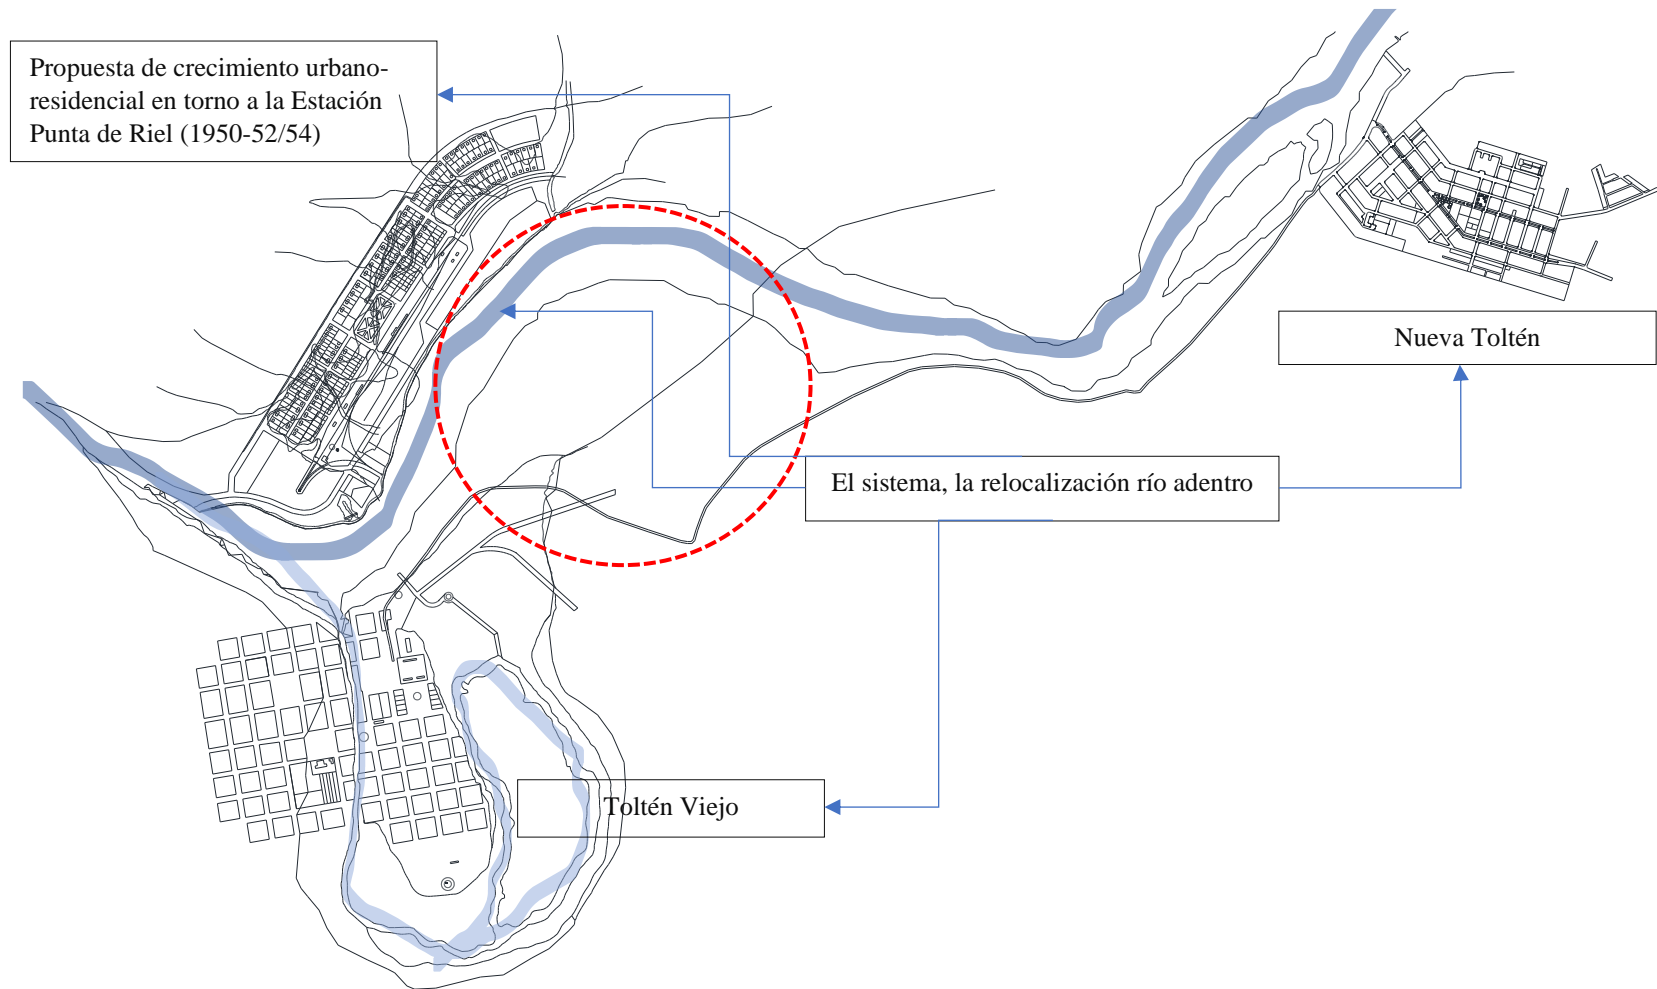 Propuesta de crecimiento urbano-
residencial en torno a la Estación
Punta de Riel (1950-52/54)
Nueva Toltén
El sistema, la relocalización río adentro
Toltén Viejo